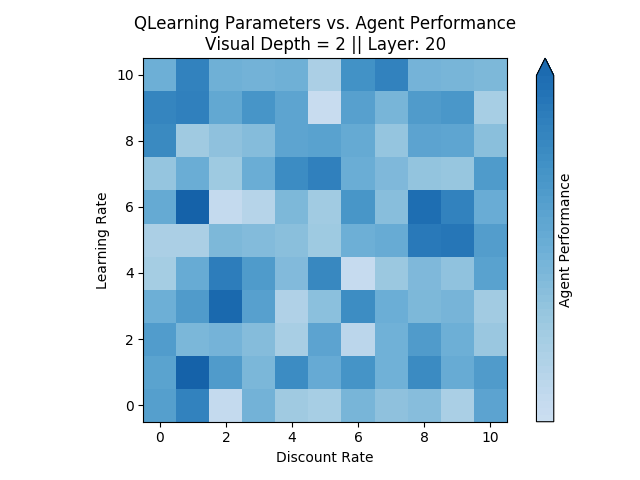 QLearning Parameters vs. Agent Performance
Visual Depth = 2 || Layer: 20
10
8
6
4
2
0
Learning Rate
0 2 4 6 8 10
Discount Rate
Agent Performance